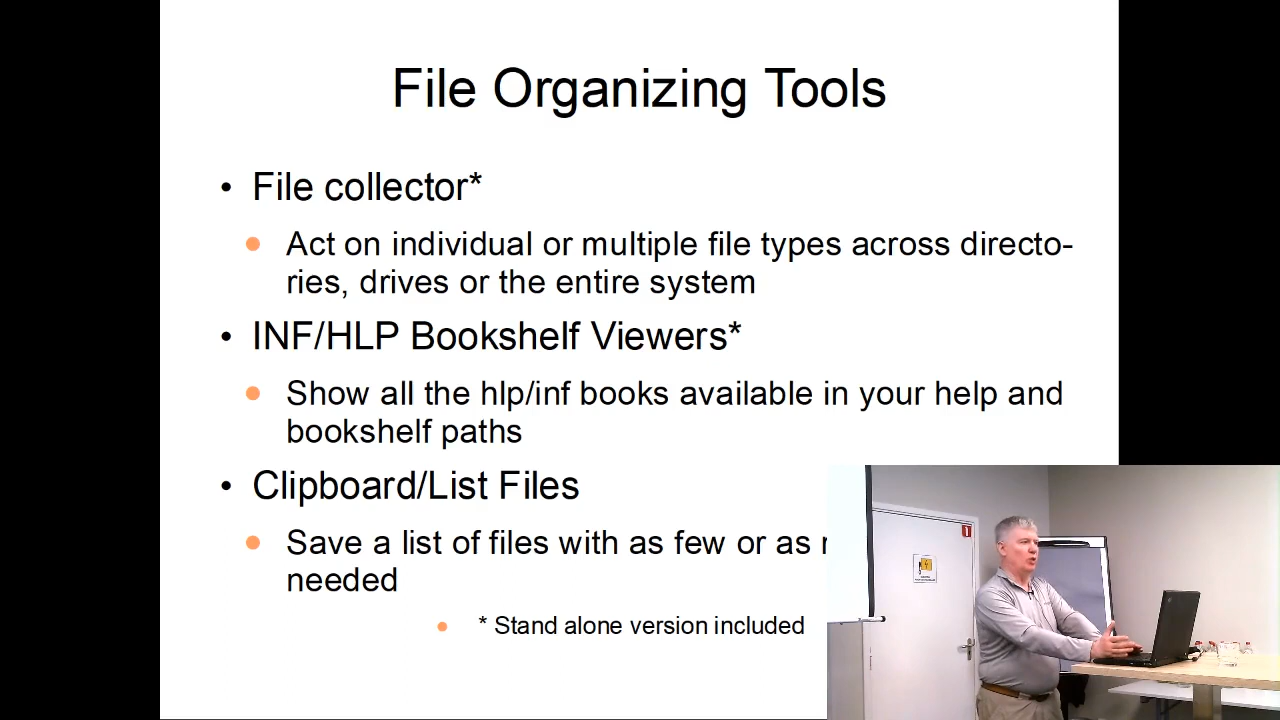 File Organizing Tools
• File collector*
Act on individual or multiple file types across directo-
ries, drives or the entire system
• INF/HLP Bookshelf Viewers*
Show all the hlp/inf books available in your help and
bookshelf paths
• Clipboard/List Files
Save a list of files with as few or as
needed
* Stand alone version included